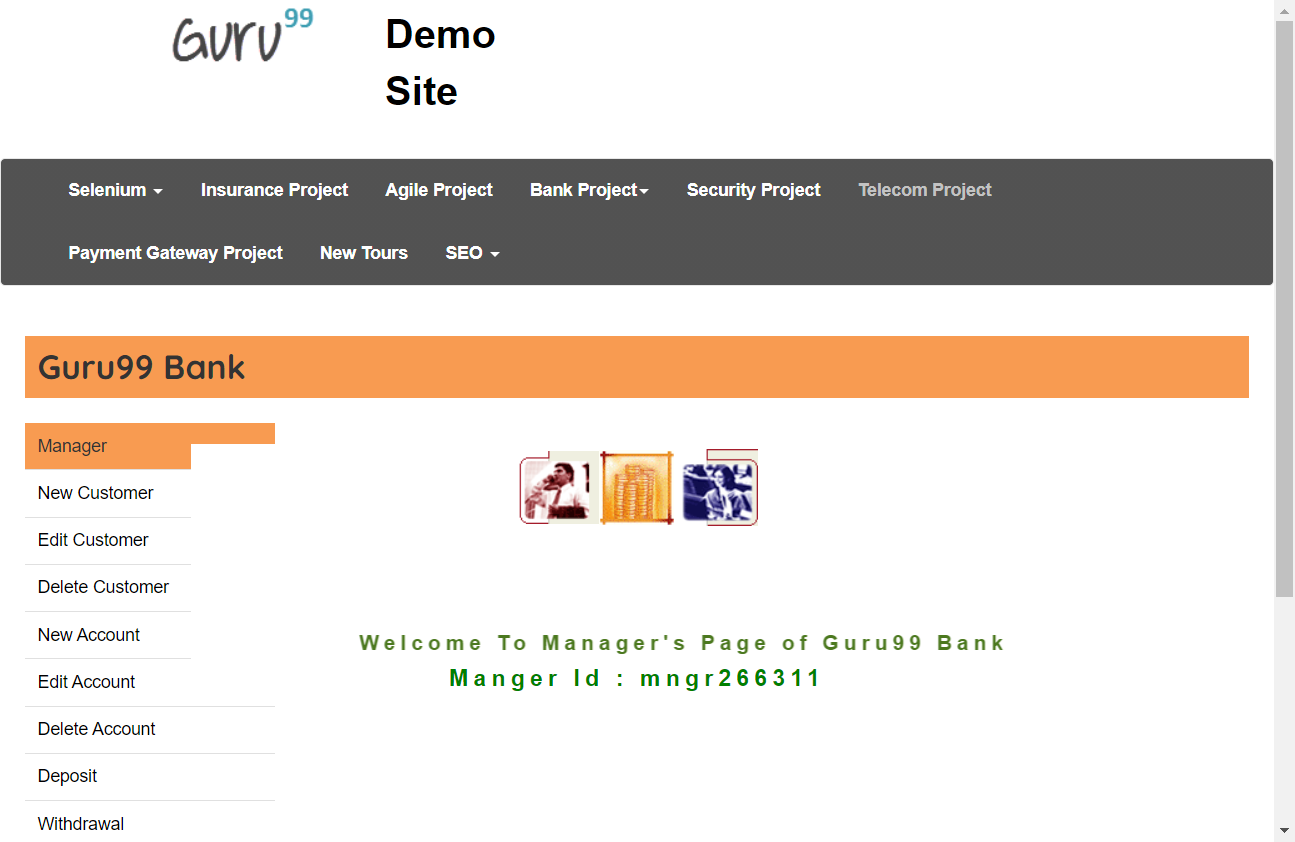 Guru99
Demo
Site
Selenium Insurance Project Agile Project Bank Project Security Project Telecom Project
Payment Gateway Project New Tours SEO
Guru99 Bank
Manager
New Customer
Edit Customer
Delete Customer
New Account
Edit Account
Delete Account
Deposit
Withdrawal
Welcome To Manager's Page of Guru99 Bank
Manger Id : mngr266311